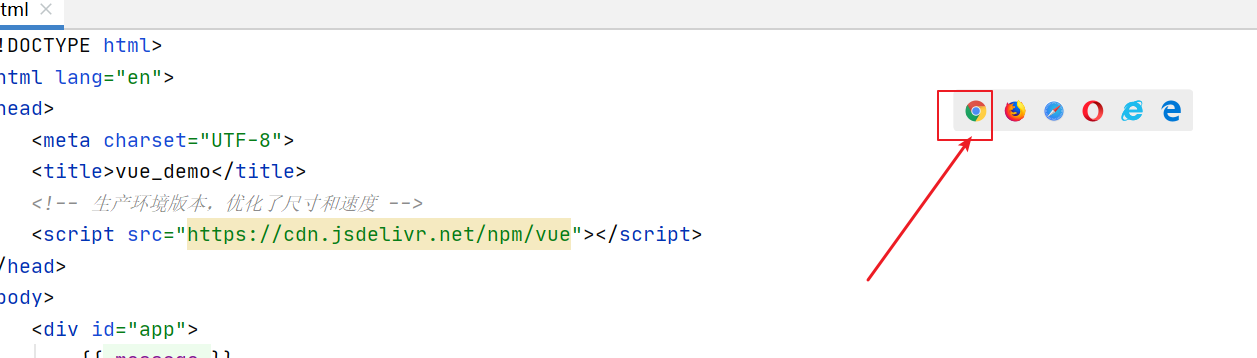 tml
!DOCTYPE html>
html lang="en">
head>
<meta charset="UTF-8">
<title>vue_demo</title>
<!-- 生产环境版本，优化了尺寸和速度 -->
<script src="https://cdn.jsdelivr.net/npm/vue"></script>
/head>
body>
<div id="app">
{{ message }}